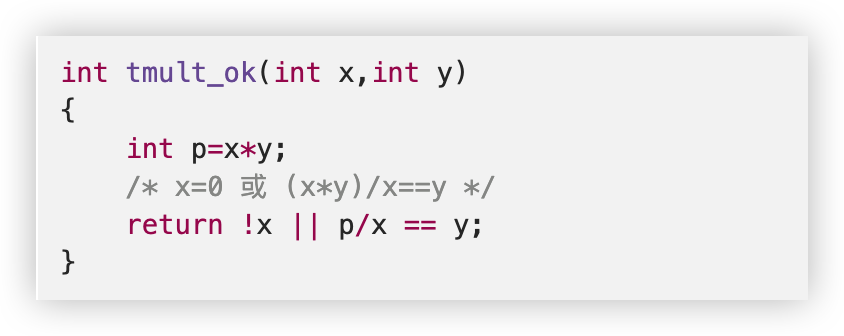 int tmult_ok(int x,int y)
{
    int p=x*y;
    /* x=0 或 (x*y)/x==y */
    return !x || p/x == y;
}